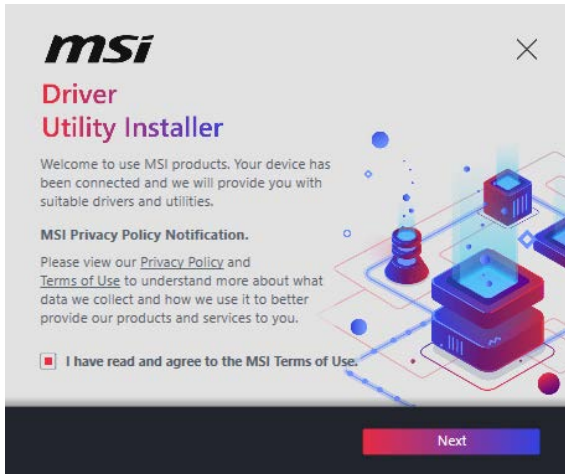 msi
Driver
Utility Installer
Welcome to use MSI products. Your device has
been connected and we will provide you with
suitable drivers and utilities.
MSI Privacy Policy Notification.
Please view our Privacy Policy and
Terms of Use to understand more about what
data we collect and how we use it to better
provide our products and services to you.
I have read and agree to the MSI Terms of Use.
Next